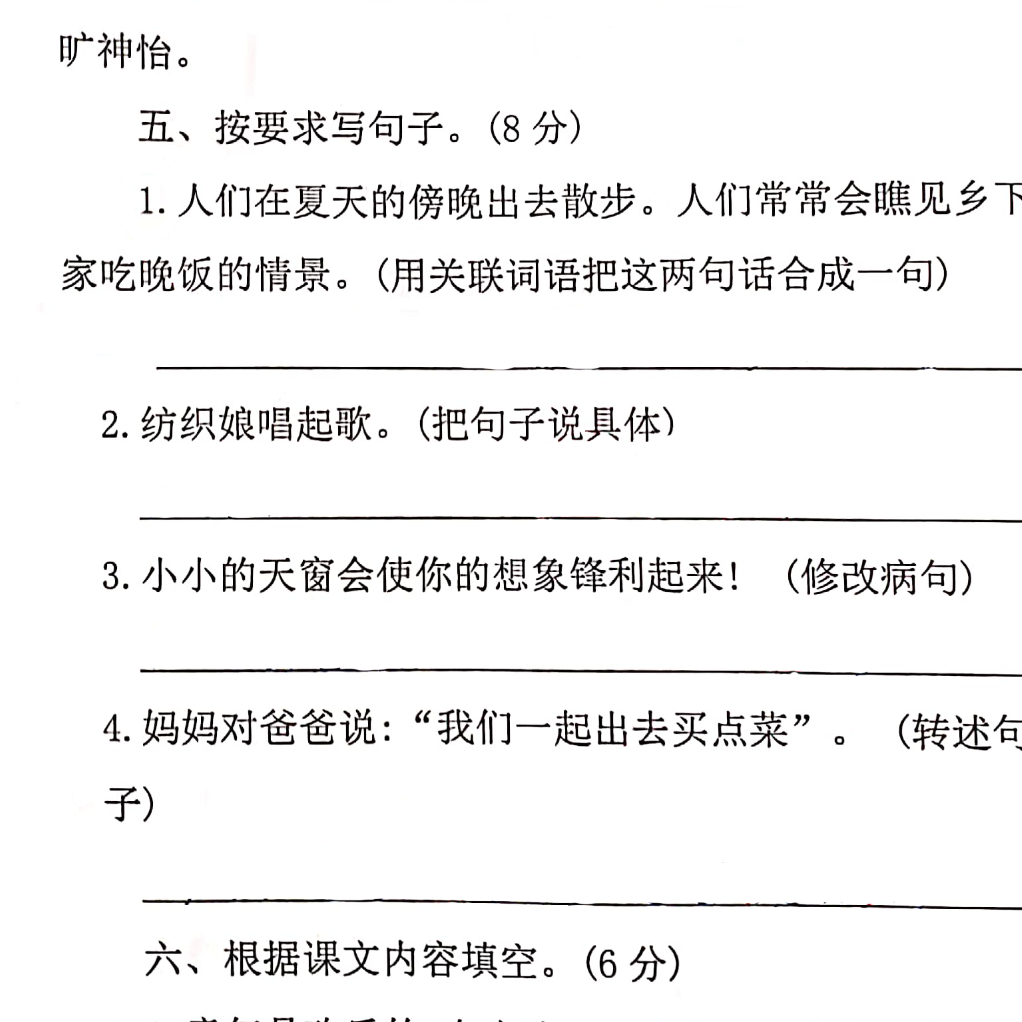 旷神怡。
五、按要求写句子。(8 分)
1. 人们在夏天的傍晚出去散步。人们常常会瞧见乡下
家吃晚饭的情景。(用关联词语把这两句话合成一句)
2. 纺织娘唱起歌。(把句子说具体)
3. 小小的天窗会使你的想象锋利起来! (修改病句)
4. 妈妈对爸爸说:“我们一起出去买点菜”。 (转述句
子)
六、根据课文内容填空。(6 分)